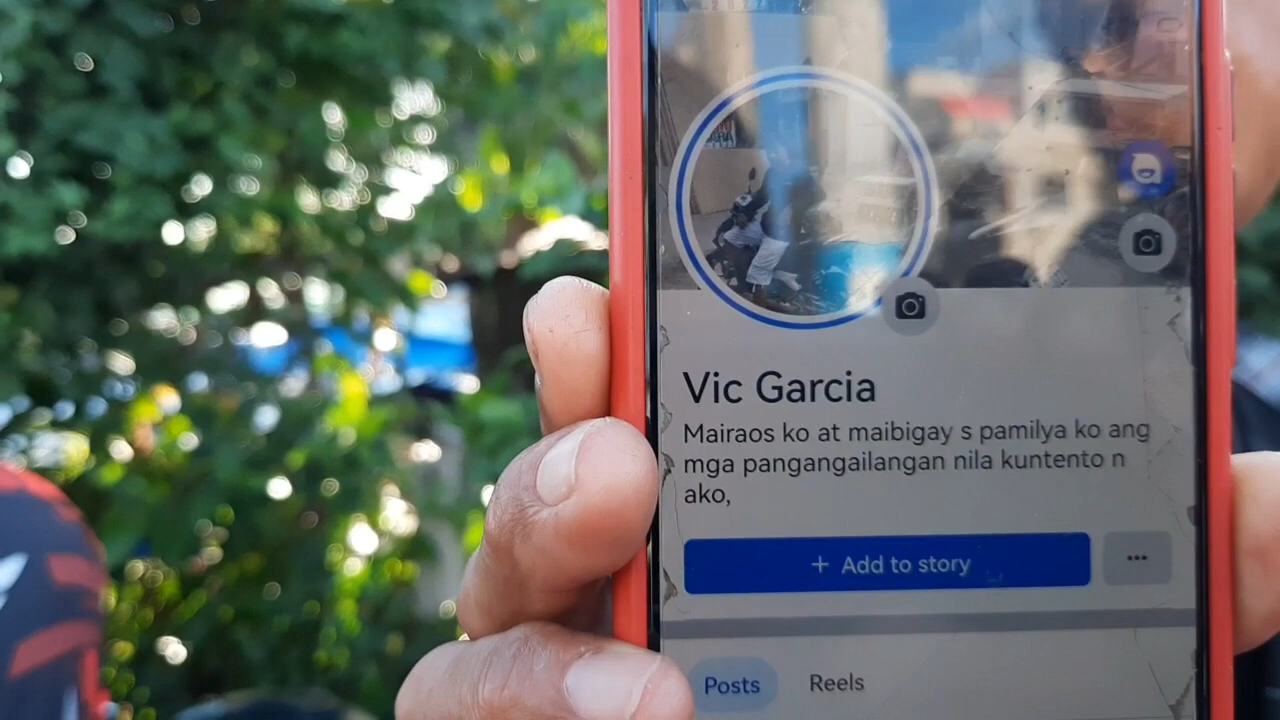 Vic Garcia
Mairaos ko at maibigay s pamilya ko ang
mga pangangailangan nila kuntento n
ako,
+ Add to story
Posts
Reels